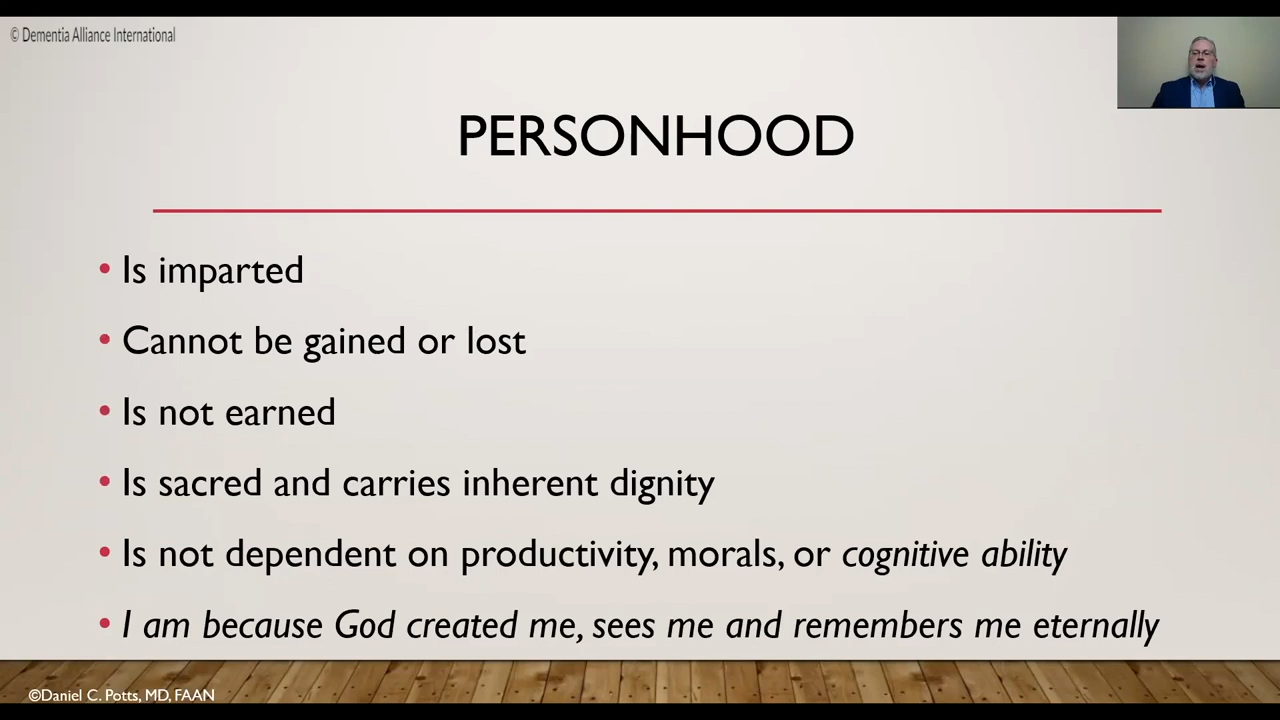 © Dementia Alliance International
PERSONHOOD
• Is imparted
• Cannot be gained or lost
• Is not earned
• Is sacred and carries inherent dignity
• Is not dependent on productivity, morals, or cognitive ability
• I am because God created me, sees me and remembers me eternally
©Daniel C. Potts, MD, FAAN